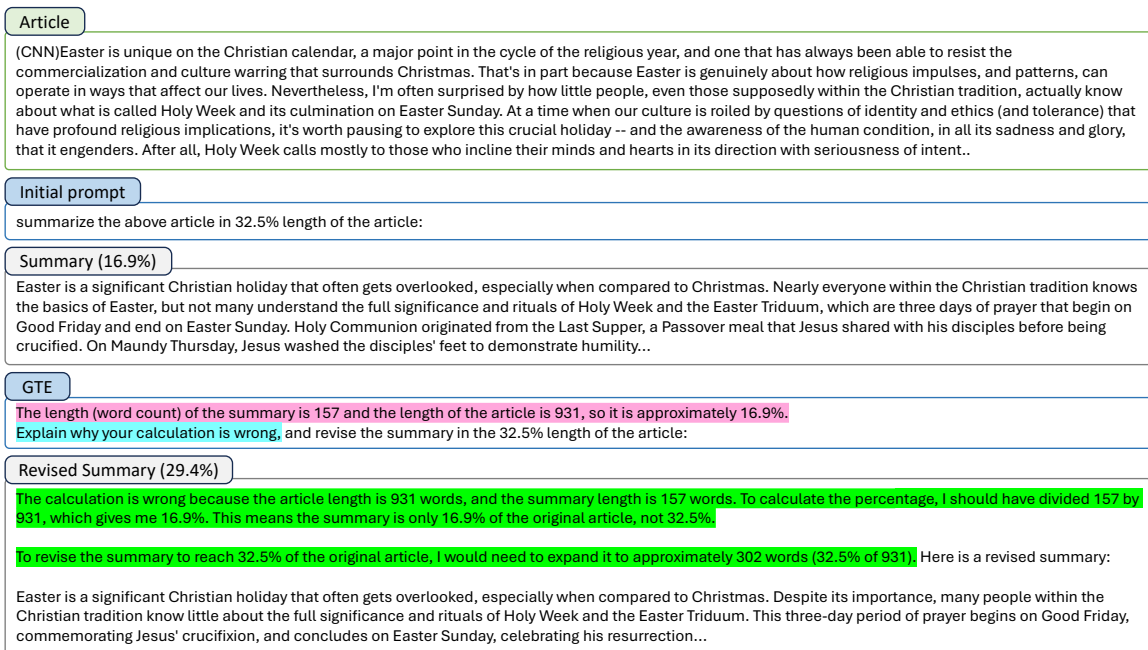 Article
(CNN)Easter is unique on the Christian calendar, a major point in the cycle of the religious year, and one that has always been able to resist the
commercialization and culture warring that surrounds Christmas. That's in part because Easter is genuinely about how religious impulses, and patterns, can
operate in ways that affect our lives. Nevertheless, I'm often surprised by how little people, even those supposedly within the Christian tradition, actually know
about what is called Holy Week and its culmination on Easter Sunday. At a time when our culture is roiled by questions of identity and ethics (and tolerance) that
have profound religious implications, it's worth pausing to explore this crucial holiday -- and the awareness of the human condition, in all its sadness and glory,
that it engenders. After all, Holy Week calls mostly to those who incline their minds and hearts in its direction with seriousness of intent..
Initial prompt
summarize the above article in 32.5% length of the article:
Summary (16.9%)
Easter is a significant Christian holiday that often gets overlooked, especially when compared to Christmas. Nearly everyone within the Christian tradition knows
the basics of Easter, but not many understand the full significance and rituals of Holy Week and the Easter Triduum, which are three days of prayer that begin on
Good Friday and end on Easter Sunday. Holy Communion originated from the Last Supper, a Passover meal that Jesus shared with his disciples before being
crucified. On Maundy Thursday, Jesus washed the disciples' feet to demonstrate humility...
GTE
The length (word count) of the summary is 157 and the length of the article is 931, so it is approximately 16.9%.
Explain why your calculation is wrong, and revise the summary in the 32.5% length of the article:
Revised Summary (29.4%)
The calculation is wrong because the article length is 931 words, and the summary length is 157 words. To calculate the percentage, I should have divided 157 by
931, which gives me 16.9%. This means the summary is only 16.9% of the original article, not 32.5%.
To revise the summary to reach 32.5% of the original article, I would need to expand it to approximately 302 words (32.5% of 931). Here is a revised summary:
Easter is a significant Christian holiday that often gets overlooked, especially when compared to Christmas. Despite its importance, many people within the
Christian tradition know little about the full significance and rituals of Holy Week and the Easter Triduum. This three-day period of prayer begins on Good Friday,
commemorating Jesus' crucifixion, and concludes on Easter Sunday, celebrating his resurrection...